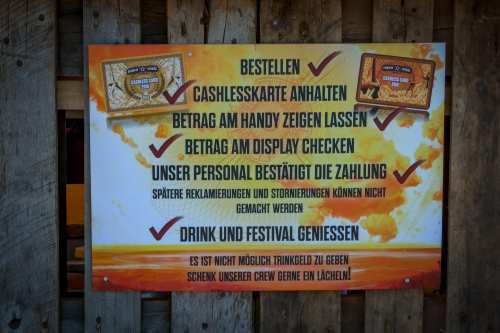 BESTELLEN
CASHLESSKARTE ANHALTEN
BETRAG AM HANDY ZEIGEN LASSEN
BETRAG AM DISPLAY CHECKEN
UNSER PERSONAL BESTÄTIGT DIE ZAHLUNG
SPÄTERE REKLAMIERUNGEN UND STORNIERUNGEN KÖNNEN NICHT
GEMACHT WERDEN
DRINK UND FESTIVAL GENIESSEN
ES IST NICHT MÖGLICH TRINKGELD ZU GEBEN
SCHENK UNSERER CREW GERNE EIN LÄCHELN!